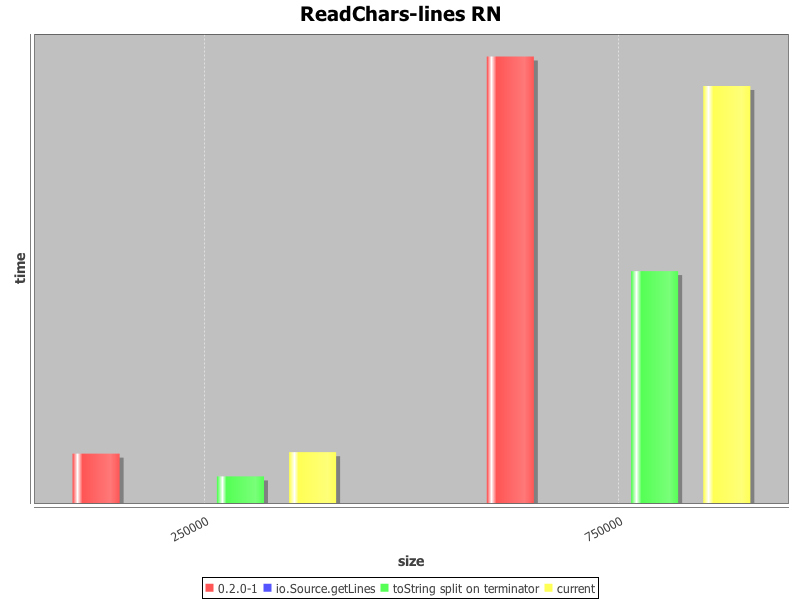 ReadChars-lines RN
time
250000
750000
size
0.2.0-1 io.Source.getLines toString split on terminator current